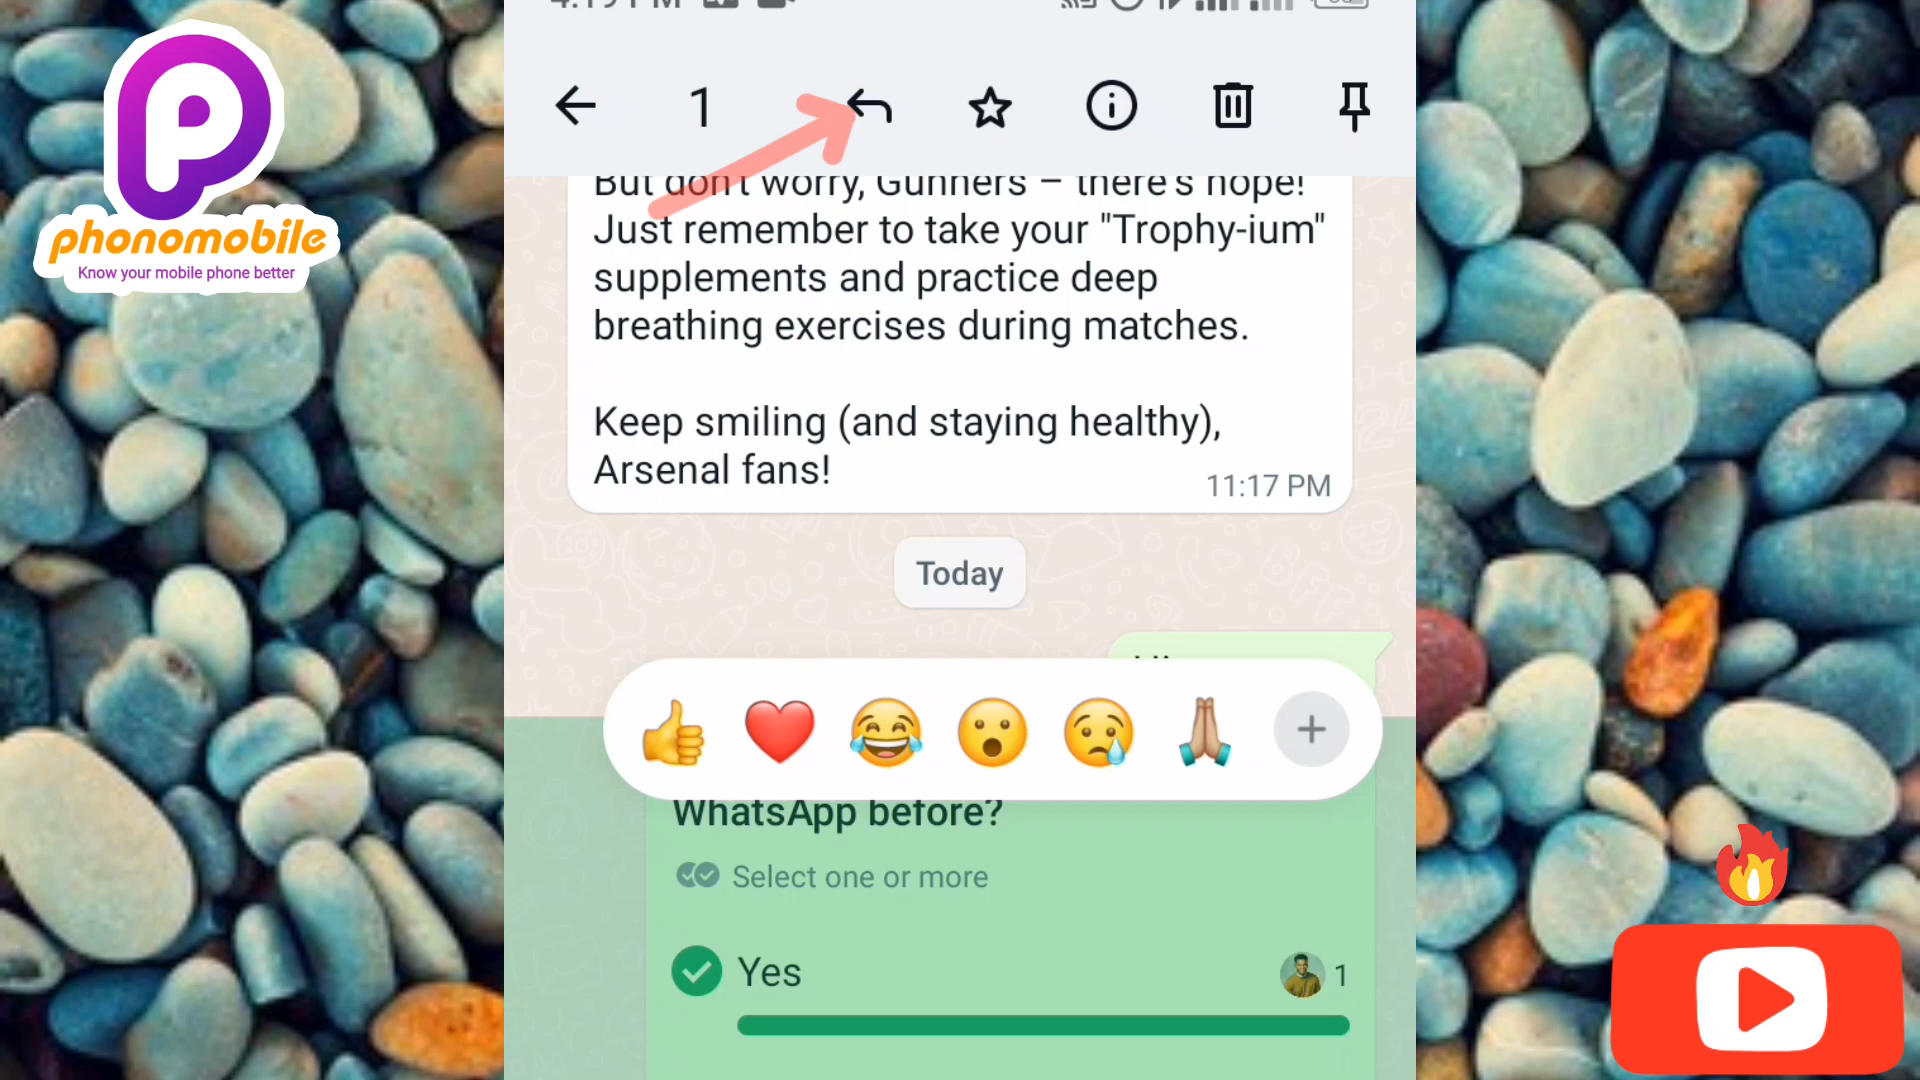 phonomobile
Know your mobile phone better
1
But don't worry, Gunners – there's hope!
Just remember to take your "Trophy-ium"
supplements and practice deep
breathing exercises during matches.
Keep smiling (and staying healthy),
Arsenal fans!
11:17 PM
Today
WhatsApp before?
Select one or more
Yes
1